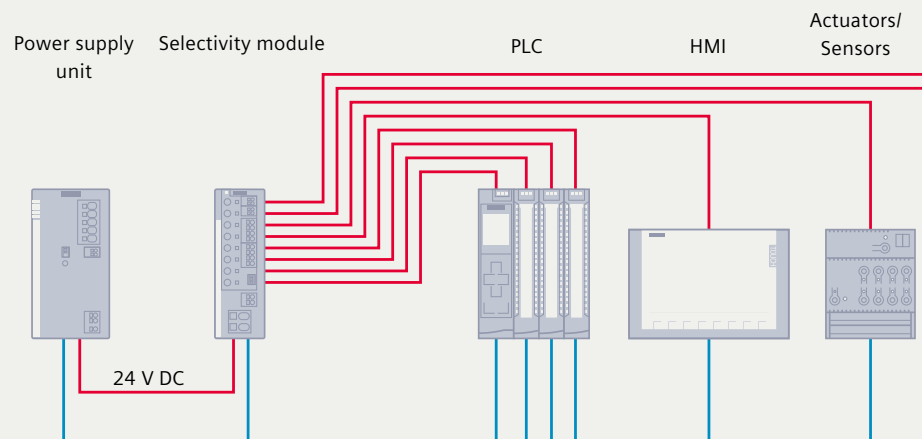 Power supply
unit
Selectivity module
PLC
HMI
Actuators/
Sensors
24 V DC